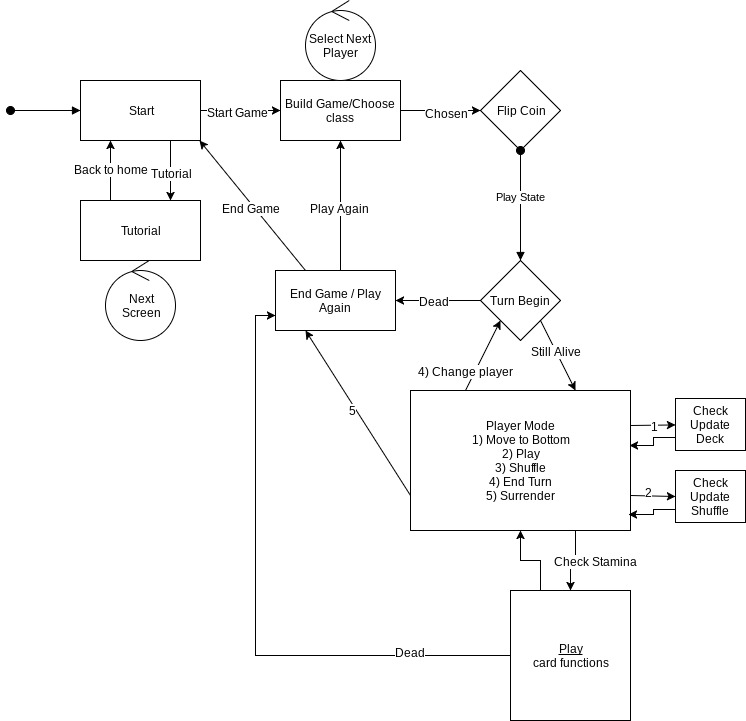 Select Next
Player
Start
Start Game
Build Game/Choose
class
Chosen
Flip Coin
Back to home
Tutorial
Tutorial
Next
Screen
End Game
Play Again
Play State
End Game / Play
Again
Dead
Turn Begin
Still Alive
4) Change player
5
Player Mode
1) Move to Bottom
2) Play
3) Shuffle
4) End Turn
5) Surrender
1
Check
Update
Deck
2
Check
Update
Shuffle
Check Stamina
Play
card functions
Dead